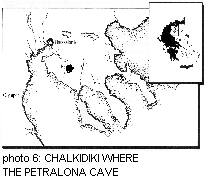 photo 6: CHALKIDIKI WHERE
THE PETRALONA CAVE